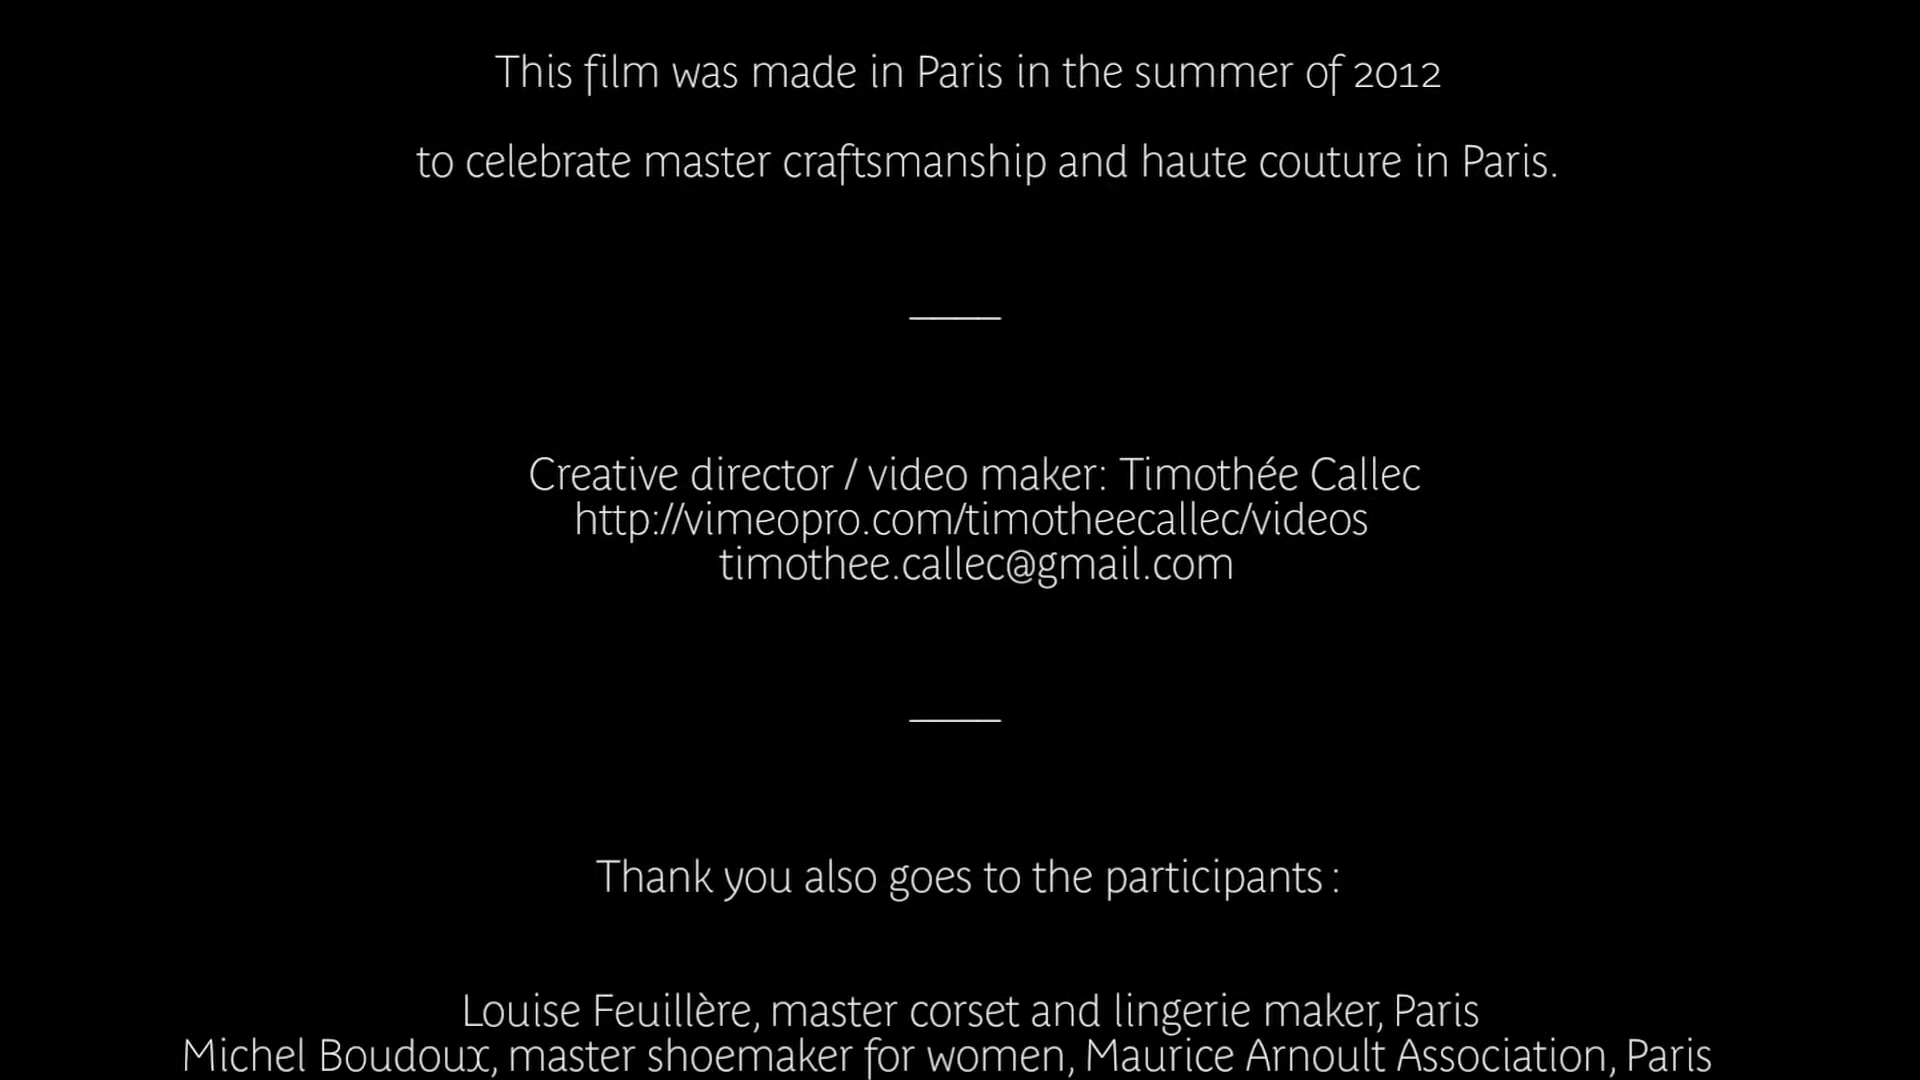 This film was made in Paris in the summer of 2012
to celebrate master craftsmanship and haute couture in Paris.
Creative director / video maker: Timothée Callec
http://vimeopro.com/timotheecallec/videos
timothee.callec@gmail.com
Thank you also goes to the participants :
Louise Feuillère, master corset and lingerie maker, Paris
Michel Boudoux, master shoemaker for women, Maurice Arnoult Association, Paris